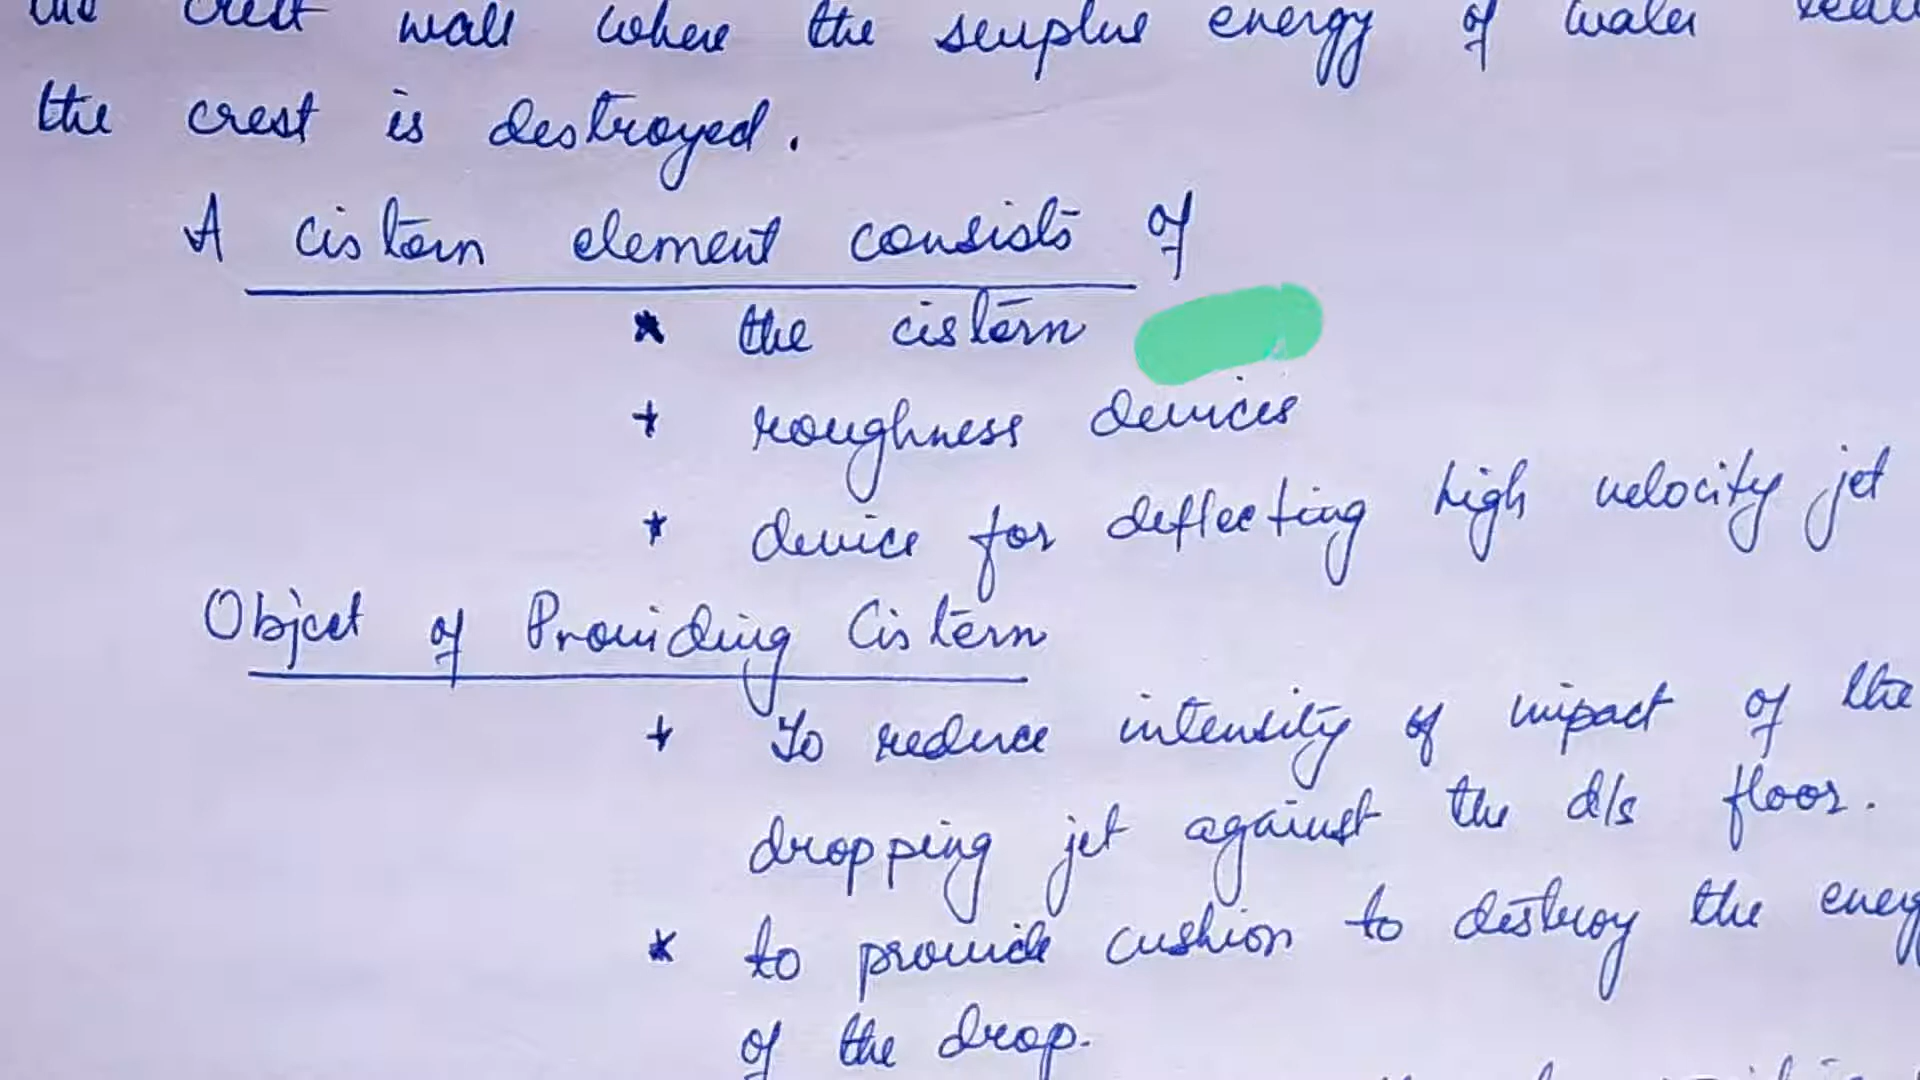 the crest wall where the surplus energy of water
the crest is destroyed.
A cistern element consists of
* the cistern
+ roughness devices
* device for deflecting high velocity jet
Object of Providing Cistern
+ To reduce intensity of impact of the
dropping jet against the d/s floor.
* to provide cushion to destroy the
of the drop.